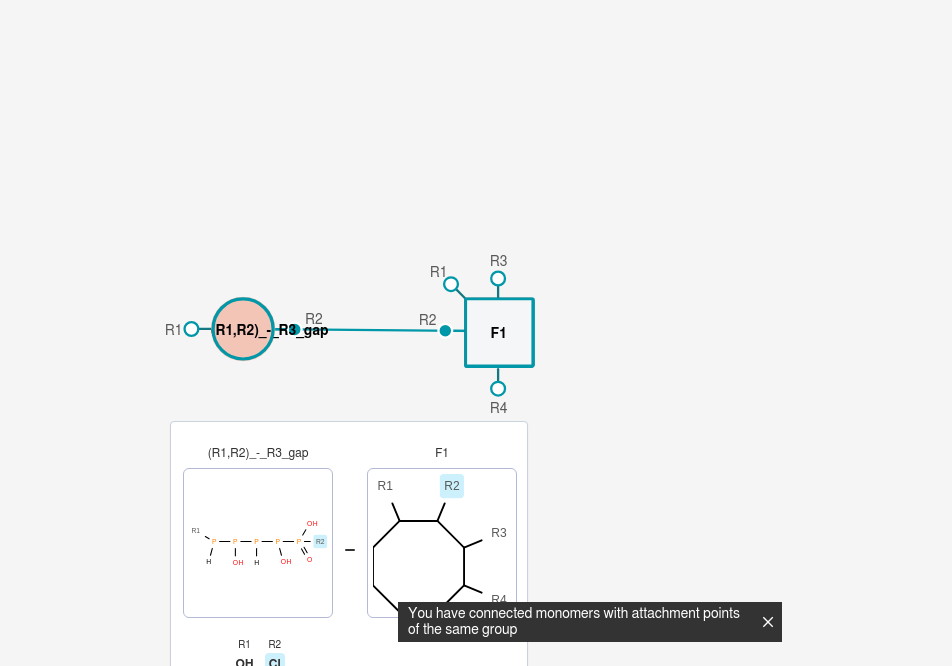 R3
R1
R2
R2
R1
R1,R2)_-_R3_gap
F1
R4
(R1,R2)_-_R3_gap
F1
R1
R2
R3
R4
R1
P
P
P
P
P
R2
OH
H
OH
H
OH
O
–
You have connected monomers with attachment points
of the same group
R1 R2
OH Cl